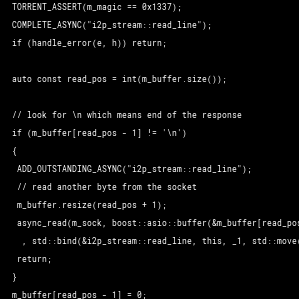 TORRENT_ASSERT(m_magic == 0x1337);
COMPLETE_ASYNC("i2p_stream::read_line");
if (handle_error(e, h)) return;
auto const read_pos = int(m_buffer.size());
// look for \n which means end of the response
if (m_buffer[read_pos - 1] != '\n')
{
ADD_OUTSTANDING_ASYNC("i2p_stream::read_line");
// read another byte from the socket
m_buffer.resize(read_pos + 1);
async_read(m_sock, boost::asio::buffer(&m_buffer[read_pos
, std::bind(&i2p_stream::read_line, this, _1, std::move(
return;
}
m_buffer[read_pos - 1] = 0;